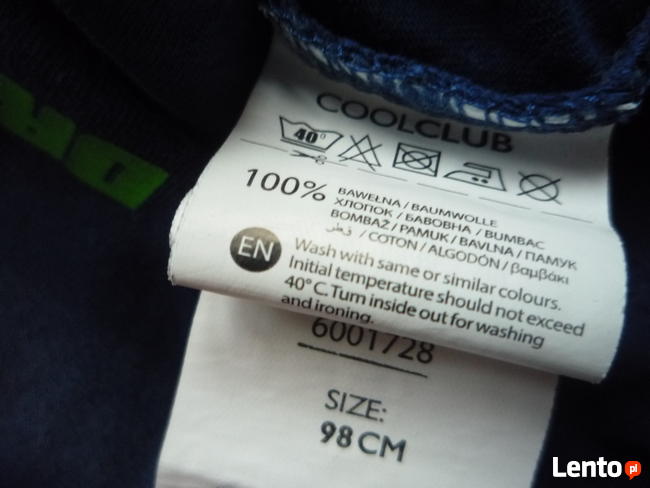 COOLCLUB
40°
100% BAWEŁNA / BAUMWOLLE
ХЛОПОК / БАВОВНА / BUMBAC
BOMBAŽ / PAMUK / BAVLNA / ПАМУК
قطن / COTON / ALGODÓN / βαμβάκι
EN Wash with same or similar colours.
Initial temperature should not exceed
40° C. Turn inside out for washing
and ironing.
6001728
SIZE:
98 CM
Lento.pl